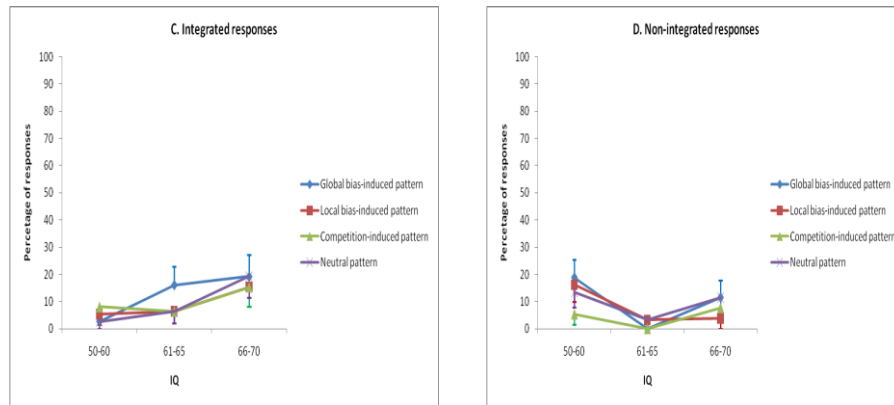 C. Integrated responses
100
90
80
70
60
50
40
30
20
10
0
Percetage of responses
50-60
61-65
66-70
IQ
Global bias-induced pattern
Local bias-induced pattern
Competition-induced pattern
Neutral pattern
D. Non-integrated responses
100
90
80
70
60
50
40
30
20
10
0
Percetage of responses
50-60
61-65
66-70
IQ
Global bias-induced pattern
Local bias-induced pattern
Competition-induced pattern
Neutral pattern